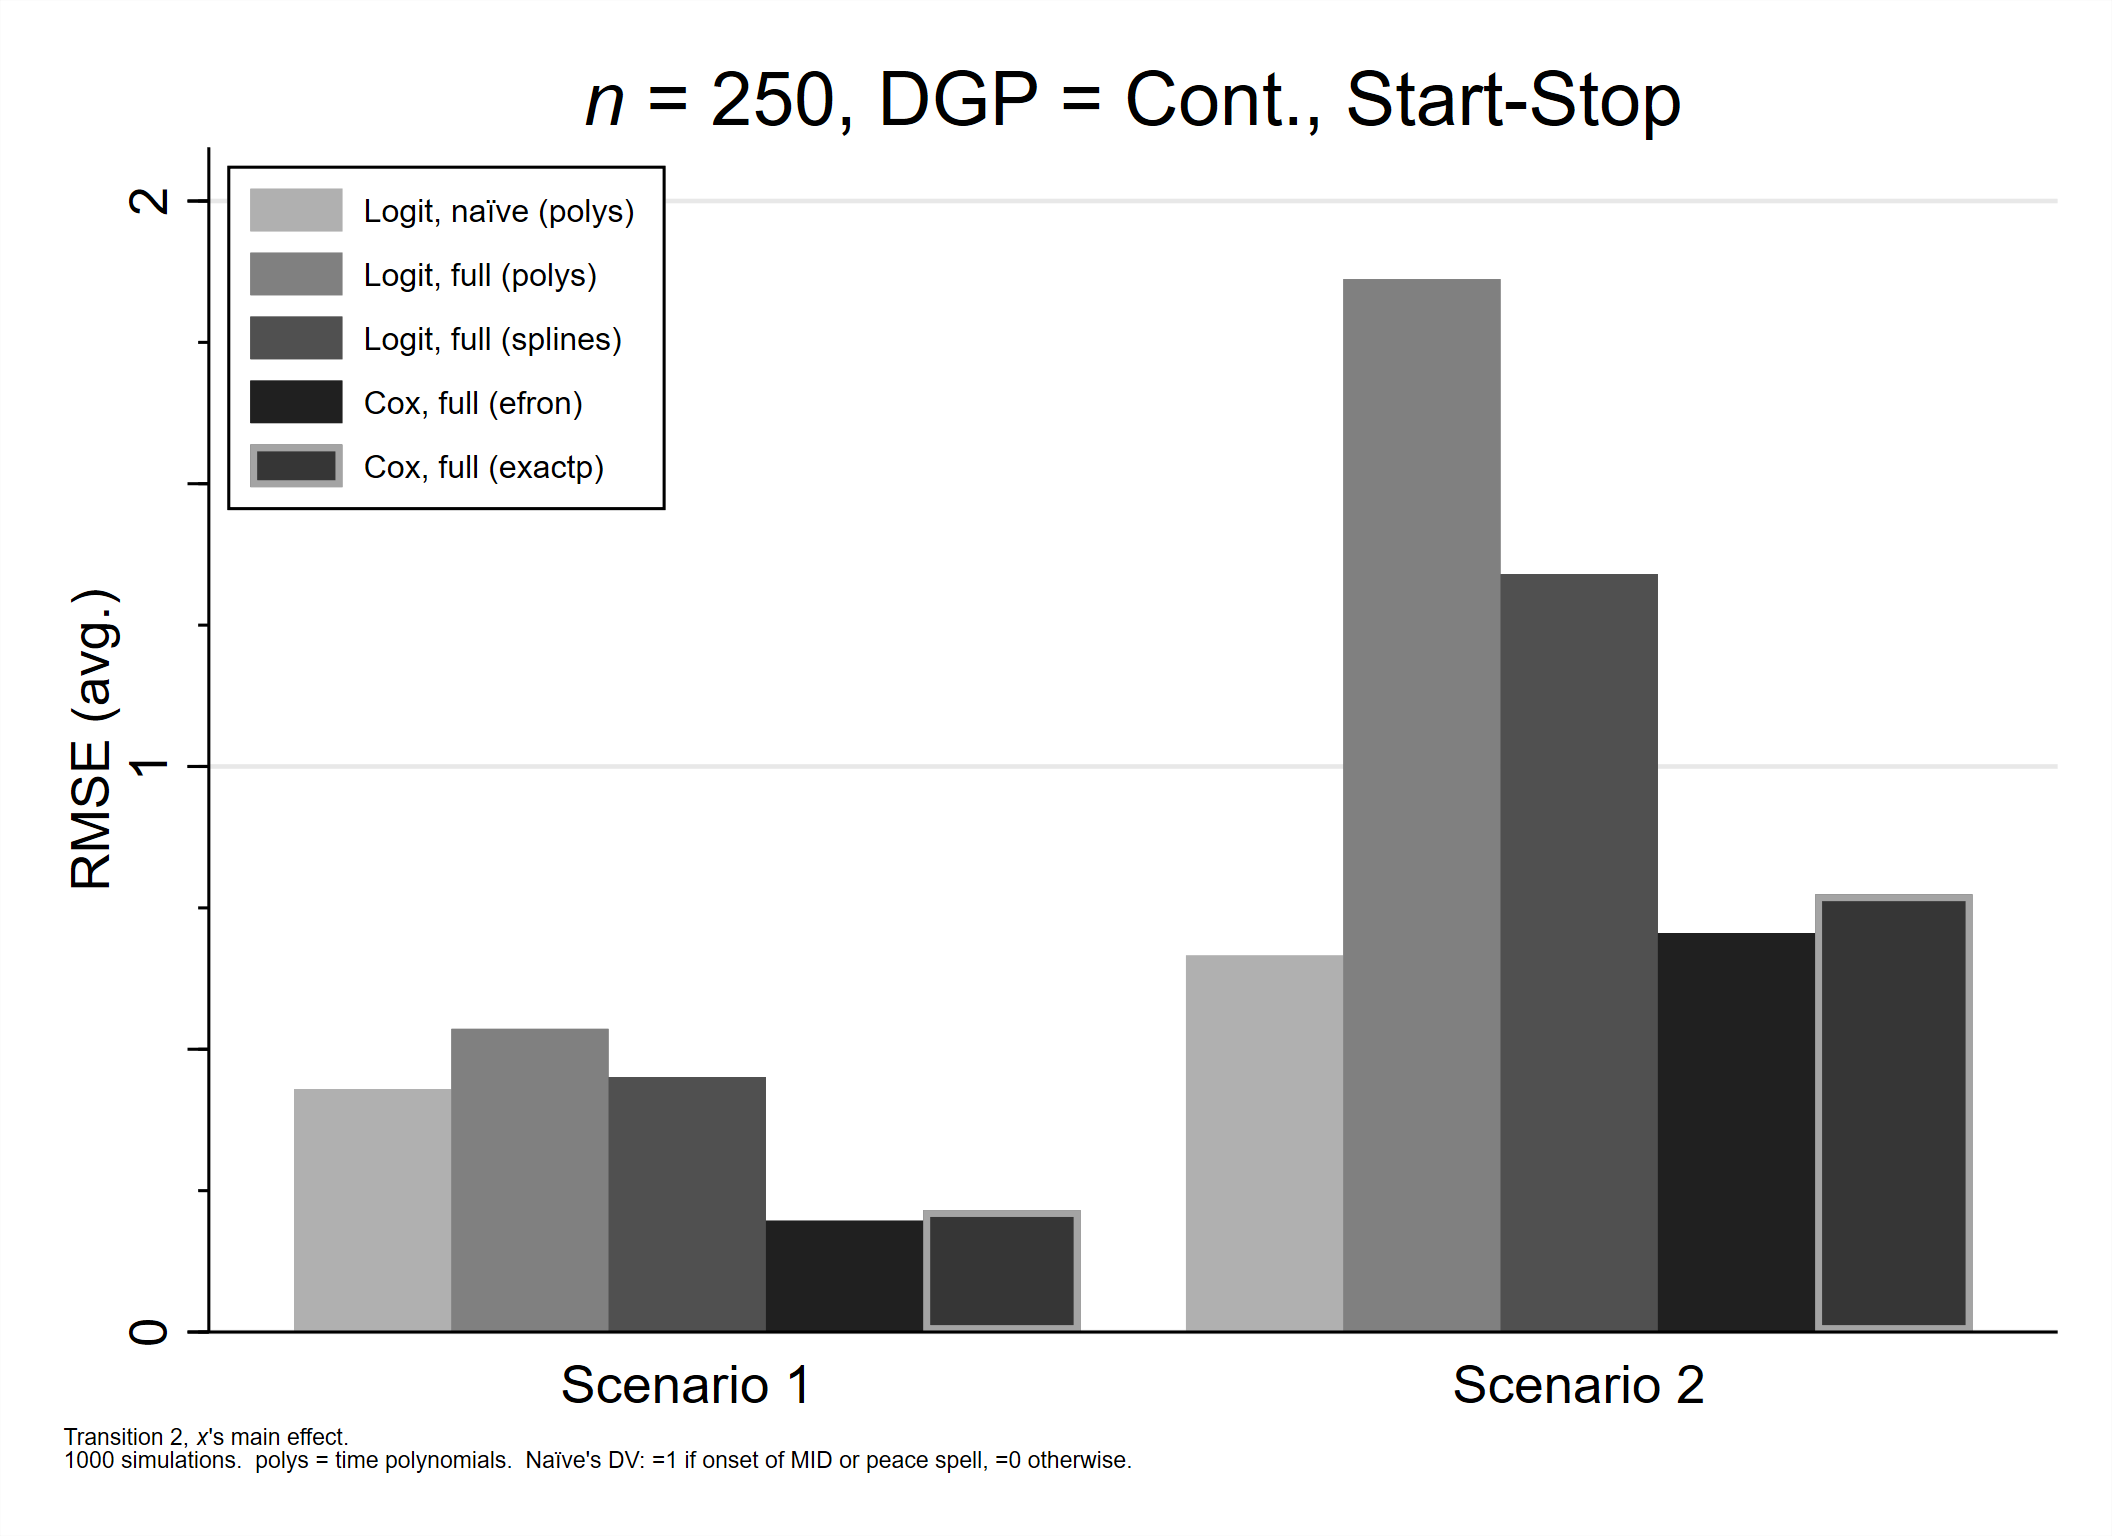 n = 250, DGP = Cont., Start-Stop
2
Logit, naïve (polys)
Logit, full (polys)
Logit, full (splines)
Cox, full (efron)
Cox, full (exactp)
RMSE (avg.)
1
0
Scenario 1
Scenario 2
Transition 2, x's main effect.
1000 simulations.  polys = time polynomials.  Naïve's DV: =1 if onset of MID or peace spell, =0 otherwise.